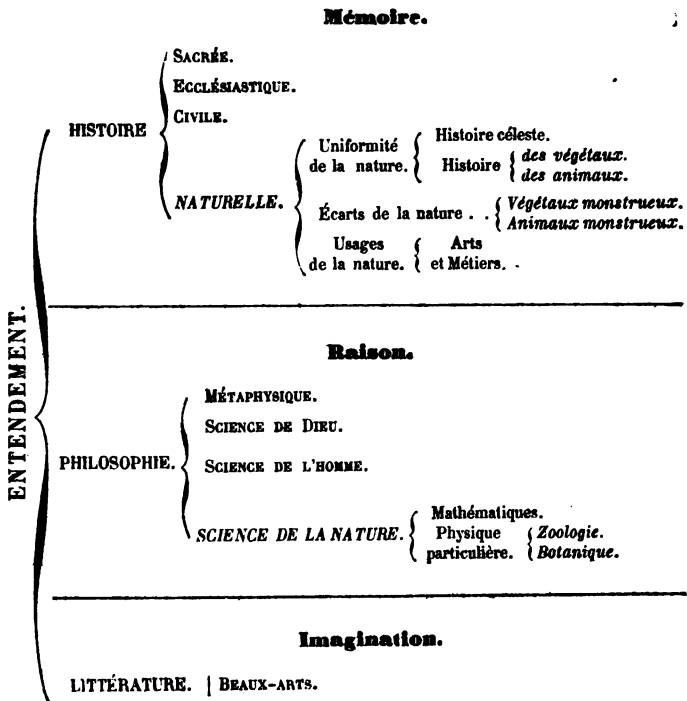 Mémoire.
SACRÉE.
ECCLÉSIASTIQUE.
CIVILE.
HISTOIRE
NATURELLE.
Uniformité
de la nature.
Histoire céleste.
Histoire
des végétaux.
des animaux.
Écarts de la nature . .
Végétaux monstrueux.
Animaux monstrueux.
Usages
de la nature.
Arts
et Métiers. .
ENTENDEMENT.
Raison.
MÉTAPHYSIQUE.
SCIENCE DE DIEU.
PHILOSOPHIE.
SCIENCE DE L'HOMME.
SCIENCE DE LA NATURE.
Mathématiques.
Physique
particulière.
Zoologie.
Botanique.
Imagination.
LITTÉRATURE. | BEAUX-ARTS.